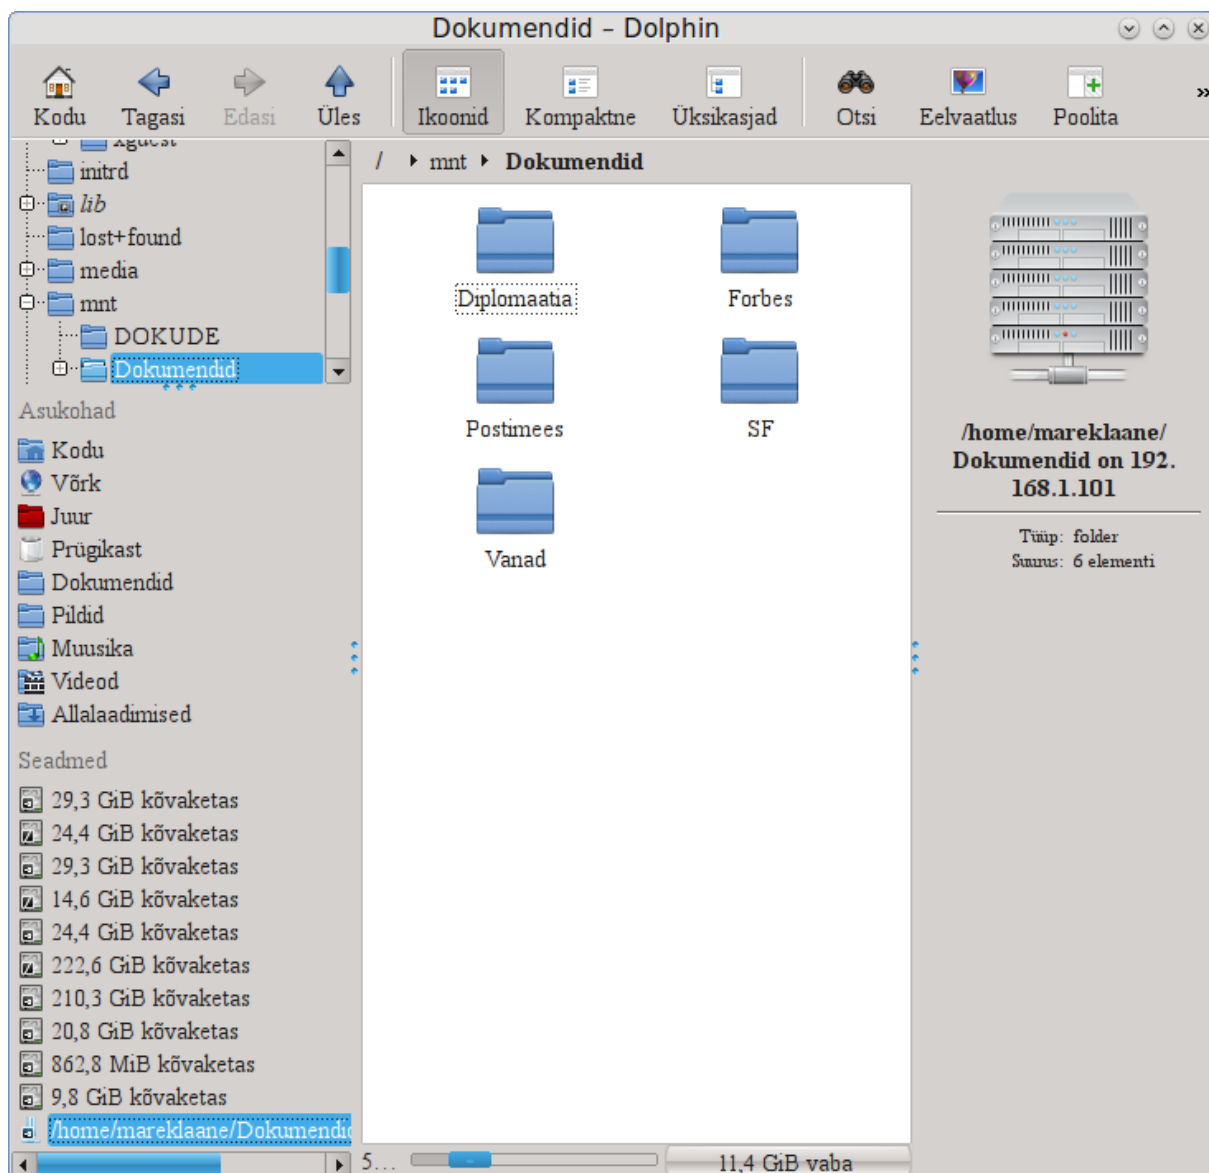 Dokumendid – Dolphin
Kodu Tagasi Edasi Üles Ikoonid Kompaktne Üksikasjad Otsi Eelvaatlus Poolita »
xguest
initrd
lib
lost+found
media
mnt
DOKUDE
Dokumendid
Asukohad
Kodu
Võrk
Juur
Prügikast
Dokumendid
Pildid
Muusika
Videod
Allalaadimised
Seadmed
29,3 GiB kõvaketas
24,4 GiB kõvaketas
29,3 GiB kõvaketas
14,6 GiB kõvaketas
24,4 GiB kõvaketas
222,6 GiB kõvaketas
210,3 GiB kõvaketas
20,8 GiB kõvaketas
862,8 MiB kõvaketas
9,8 GiB kõvaketas
/home/mareklaane/Dokumendid
/ mnt Dokumendid
Diplomaatia Forbes
Postimees SF
Vanad
5... 11,4 GiB vaba
/home/mareklaane/
Dokumendid on 192.
168.1.101
Tüüp: folder
Suurus: 6 elementi